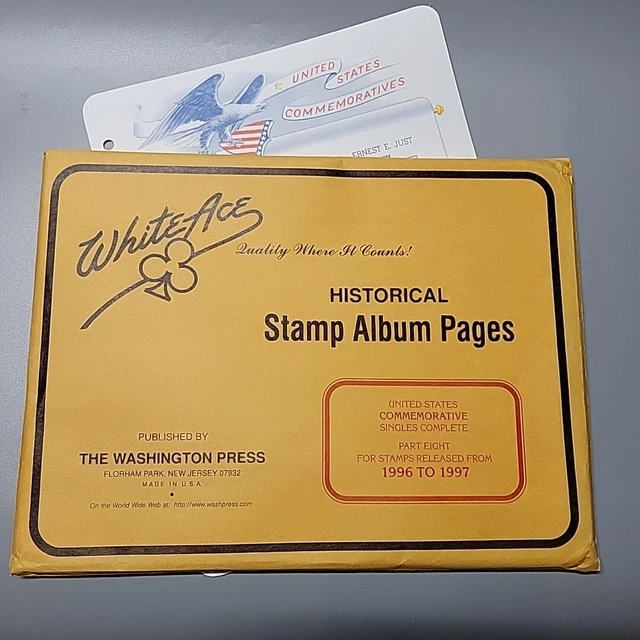 UNITED STATES
COMMEMORATIVES
ERNEST E. JUST
White Ace
Quality Where It Counts!
HISTORICAL
Stamp Album Pages
UNITED STATES
COMMEMORATIVE
SINGLES COMPLETE
PART EIGHT
FOR STAMPS RELEASED FROM
1996 TO 1997
PUBLISHED BY
THE WASHINGTON PRESS
FLORHAM PARK, NEW JERSEY 07932
MADE IN U.S.A.
On the World Wide Web at: http://www.washpress.com